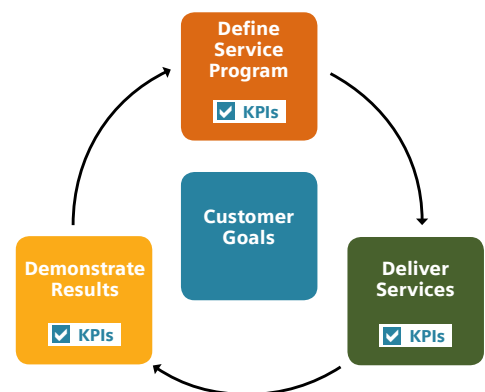 Define
Service
Program
KPIs
Customer
Goals
Demonstrate
Results
KPIs
Deliver
Services
KPIs